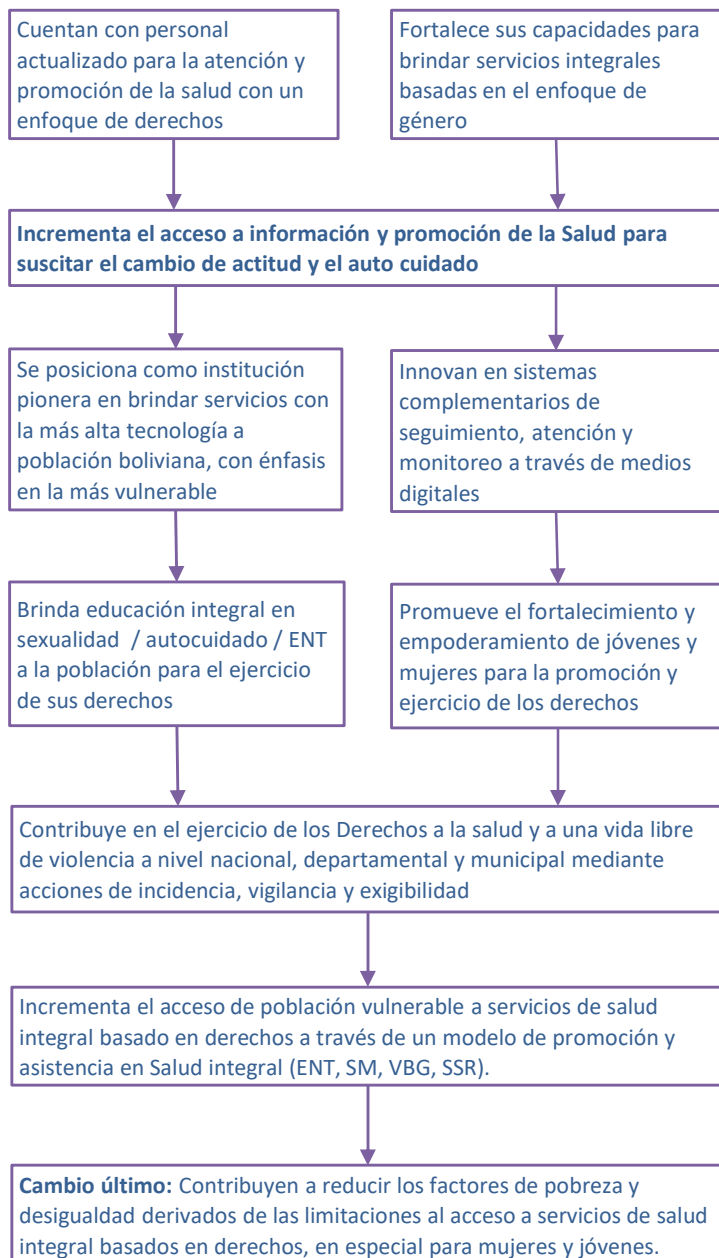 Cuentan con personal
actualizado para la atención y
promoción de la salud con un
enfoque de derechos
Fortalece sus capacidades para
brindar servicios integrales
basadas en el enfoque de
género
Incrementa el acceso a información y promoción de la Salud para
suscitar el cambio de actitud y el auto cuidado
Se posiciona como institución
pionera en brindar servicios con
la más alta tecnología a
población boliviana, con énfasis
en la más vulnerable
Innovan en sistemas
complementarios de
seguimiento, atención y
monitoreo a través de medios
digitales
Brinda educación integral en
sexualidad / autocuidado / ENT
a la población para el ejercicio
de sus derechos
Promueve el fortalecimiento y
empoderamiento de jóvenes y
mujeres para la promoción y
ejercicio de los derechos
Contribuye en el ejercicio de los Derechos a la salud y a una vida libre
de violencia a nivel nacional, departamental y municipal mediante
acciones de incidencia, vigilancia y exigibilidad
Incrementa el acceso de población vulnerable a servicios de salud
integral basado en derechos a través de un modelo de promoción y
asistencia en Salud integral (ENT, SM, VBG, SSR).
Cambio último: Contribuyen a reducir los factores de pobreza y
desigualdad derivados de las limitaciones al acceso a servicios de salud
integral basados en derechos, en especial para mujeres y jóvenes.